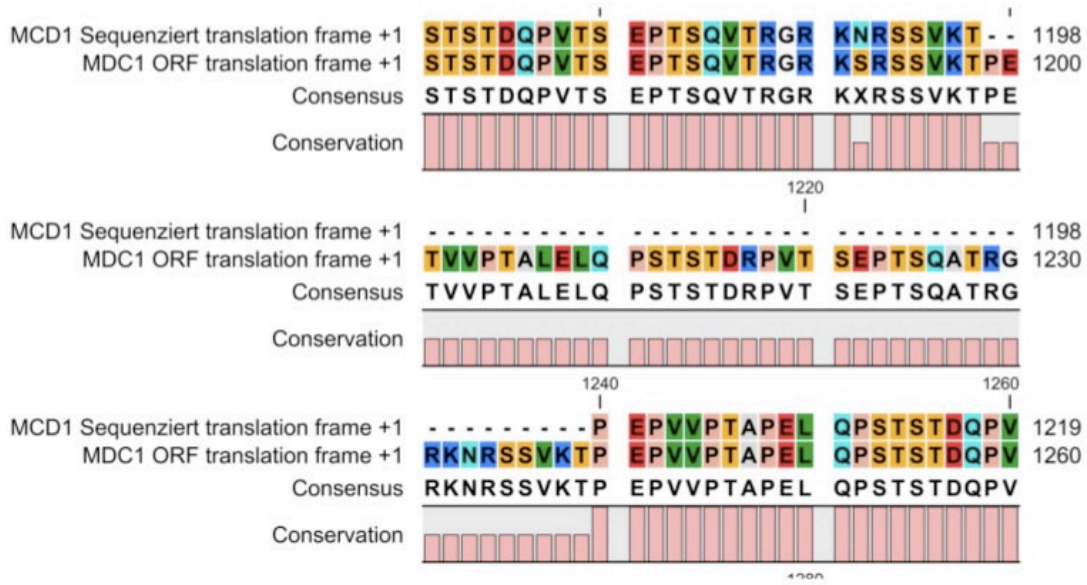 MCD1 Sequenziert translation frame +1 STSTDQPVTS EPTSQVTRGR KNRSSVKT-- 1198
MDC1 ORF translation frame +1 STSTDQPVTS EPTSQVTRGR KSRSSVKTPE 1200
Consensus STSTDQPVTS EPTSQVTRGR KXRSSVKTPE
Conservation
1220
MCD1 Sequenziert translation frame +1 ---------- ---------- ---------- 1198
MDC1 ORF translation frame +1 TVVPTALELQ PSTSTDRPVT SEPTSQATRG 1230
Consensus TVVPTALELQ PSTSTDRPVT SEPTSQATRG
Conservation
1240 1260
MCD1 Sequenziert translation frame +1 ---------P EPVVPTAPEL QPSTSTDQPV 1219
MDC1 ORF translation frame +1 RKNRSSVKTP EPVVPTAPEL QPSTSTDQPV 1260
Consensus RKNRSSVKTP EPVVPTAPEL QPSTSTDQPV
Conservation